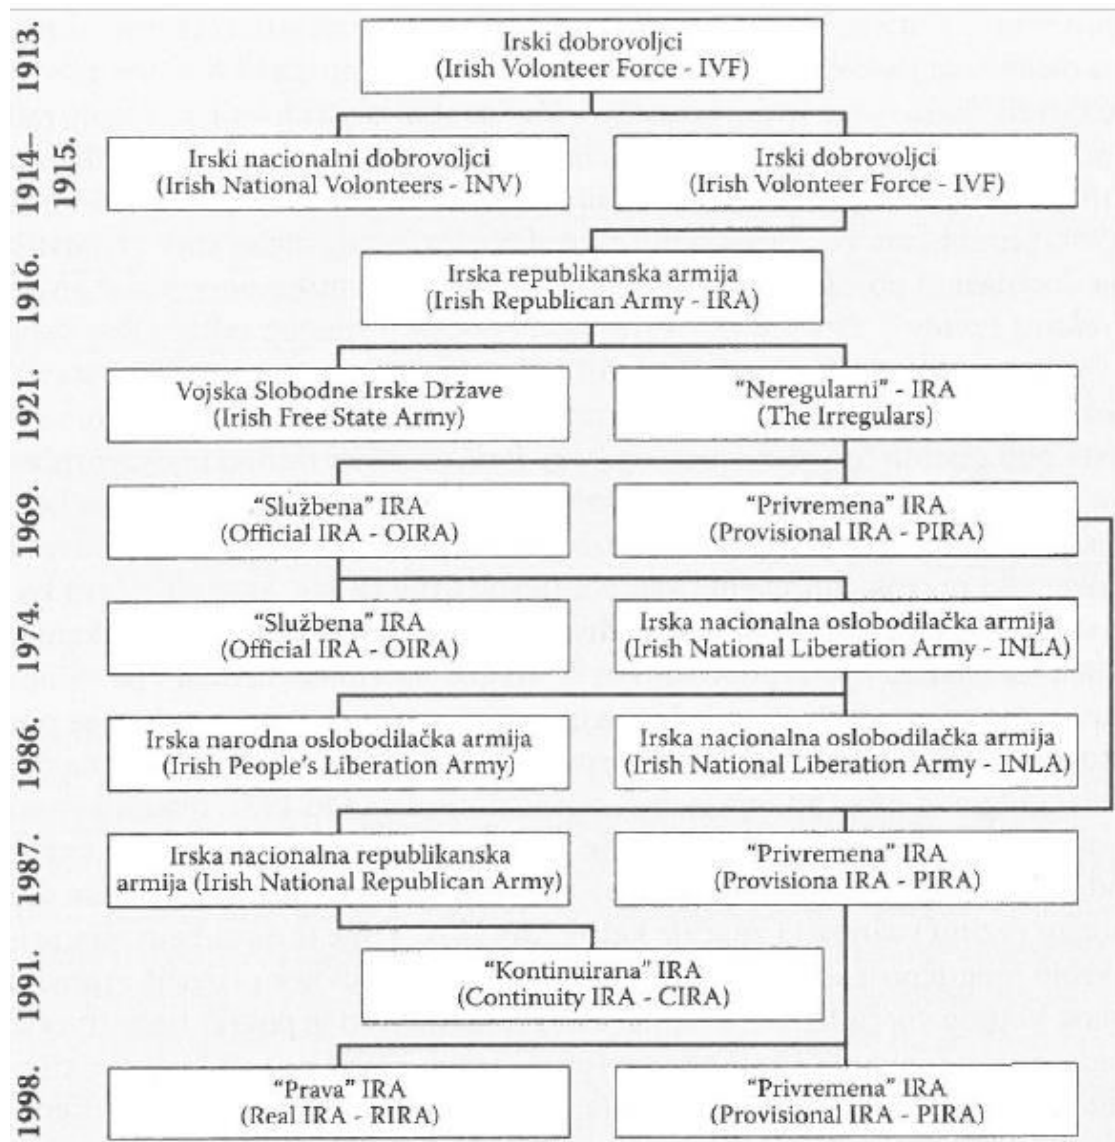 1913.
Irski dobrovoljci
(Irish Volunteer Force - IVF)
1914–
1915.
Irski nacionalni dobrovoljci
(Irish National Volunteers - INV)
Irski dobrovoljci
(Irish Volunteer Force - IVF)
1916.
Irska republikanska armija
(Irish Republican Army - IRA)
1921.
Vojska Slobodne Irske Države
(Irish Free State Army)
"Neregularni" - IRA
(The Irregulars)
1969.
"Službena" IRA
(Official IRA - OIRA)
"Privremena" IRA
(Provisional IRA - PIRA)
1974.
"Službena" IRA
(Official IRA - OIRA)
Irska nacionalna oslobodilačka armija
(Irish National Liberation Army - INLA)
1986.
Irska narodna oslobodilačka armija
(Irish People's Liberation Army)
Irska nacionalna oslobodilačka armija
(Irish National Liberation Army - INLA)
1987.
Irska nacionalna republikanska
armija (Irish National Republican Army)
"Privremena" IRA
(Provisiona IRA - PIRA)
1991.
"Kontinuirana" IRA
(Continuity IRA - CIRA)
1998.
"Prava" IRA
(Real IRA - RIRA)
"Privremena" IRA
(Provisional IRA - PIRA)